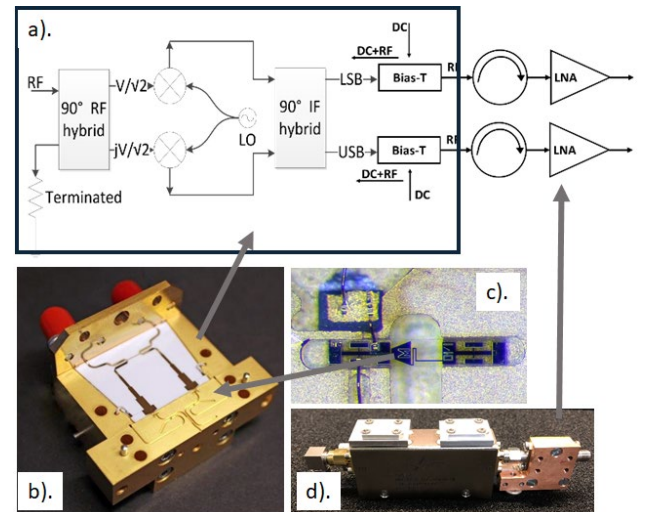 a).
DC
DC+RF
RF
V/√2
LSB
Bias-T
RF
LNA
90° RF
hybrid
LO
90° IF
hybrid
jV/√2
USB
Bias-T
RF
LNA
Terminated
DC+RF
DC
c).
b).
d).